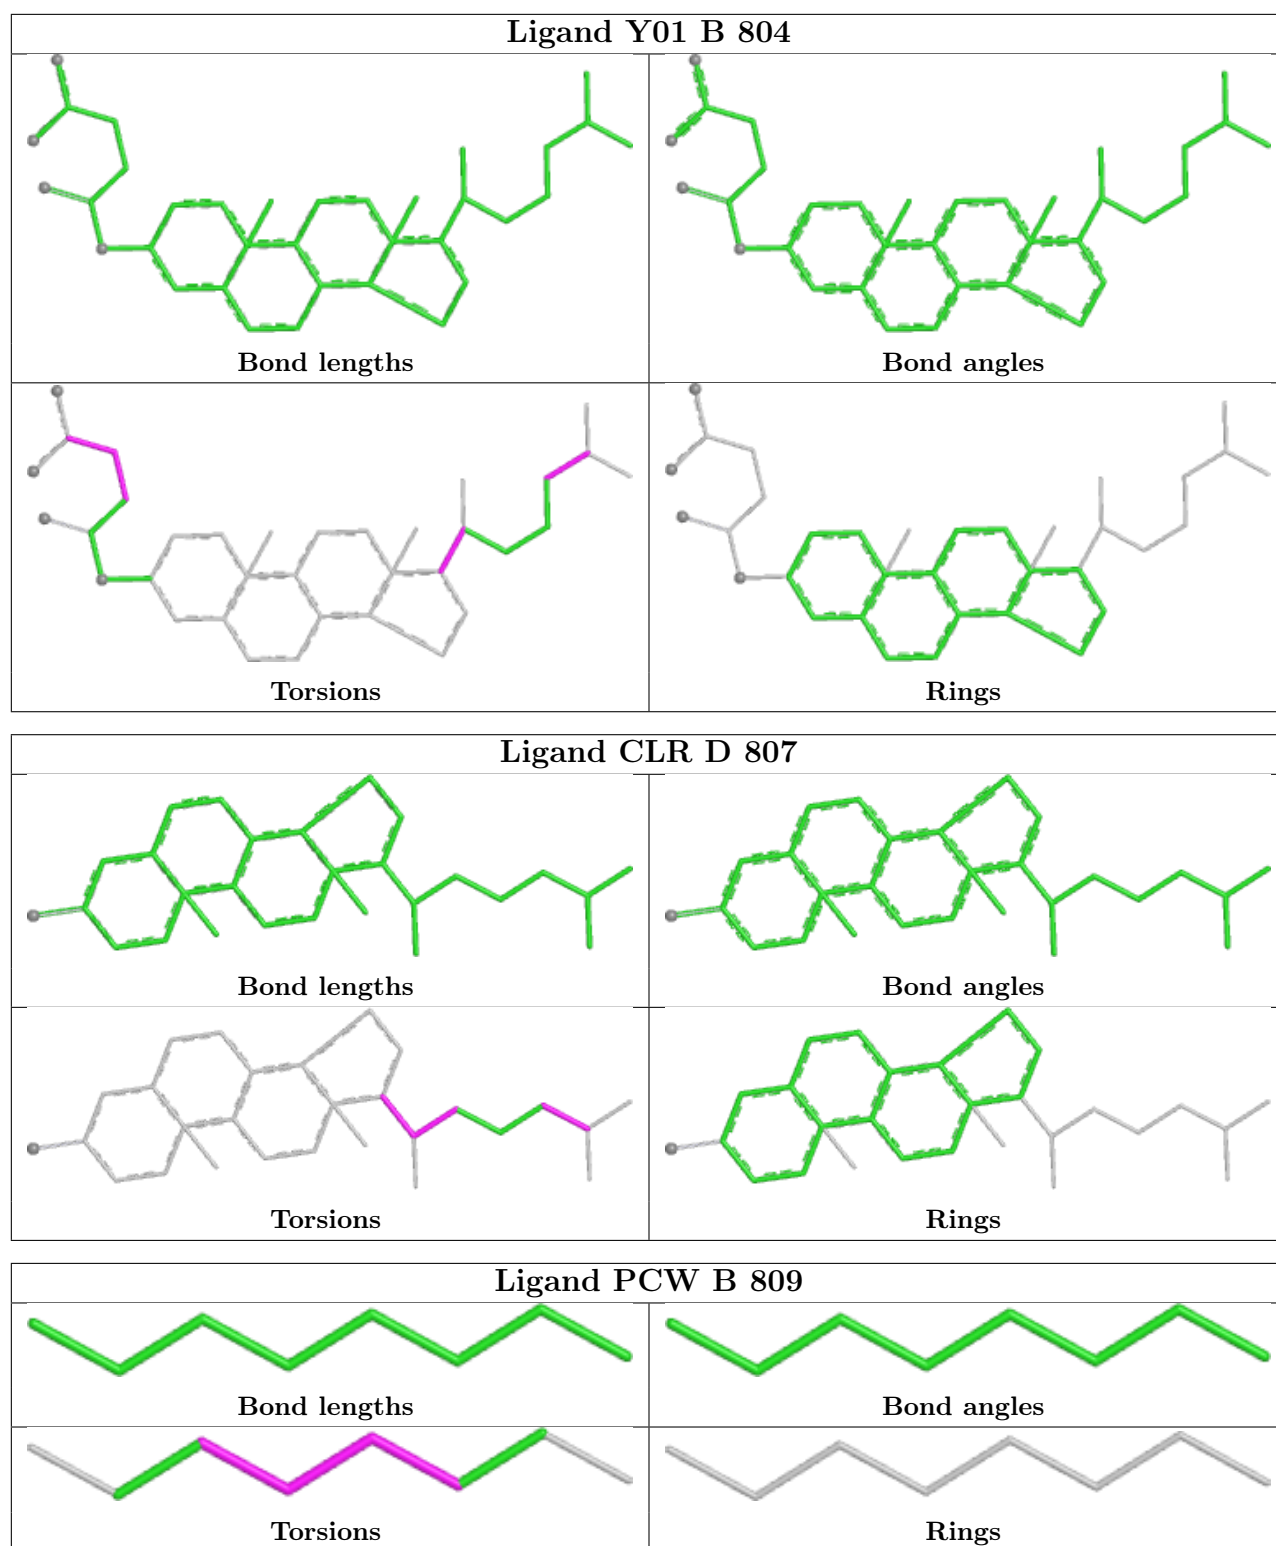 Ligand Y01 B 804
Bond lengths
Bond angles
Torsions
Rings
Ligand CLR D 807
Bond lengths
Bond angles
Torsions
Rings
Ligand PCW B 809
Bond lengths
Bond angles
Torsions
Rings